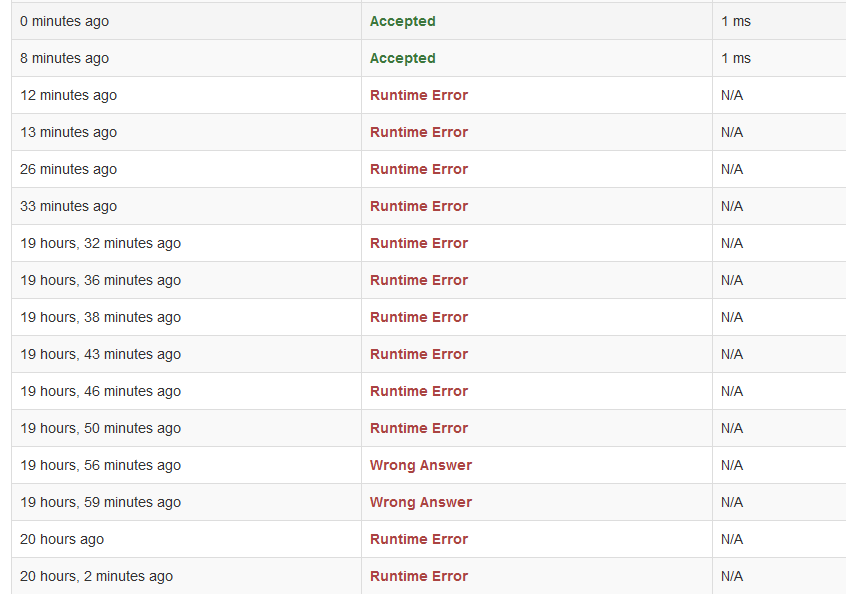 0 minutes ago Accepted 1 ms
8 minutes ago Accepted 1 ms
12 minutes ago Runtime Error N/A
13 minutes ago Runtime Error N/A
26 minutes ago Runtime Error N/A
33 minutes ago Runtime Error N/A
19 hours, 32 minutes ago Runtime Error N/A
19 hours, 36 minutes ago Runtime Error N/A
19 hours, 38 minutes ago Runtime Error N/A
19 hours, 43 minutes ago Runtime Error N/A
19 hours, 46 minutes ago Runtime Error N/A
19 hours, 50 minutes ago Runtime Error N/A
19 hours, 56 minutes ago Wrong Answer N/A
19 hours, 59 minutes ago Wrong Answer N/A
20 hours ago Runtime Error N/A
20 hours, 2 minutes ago Runtime Error N/A